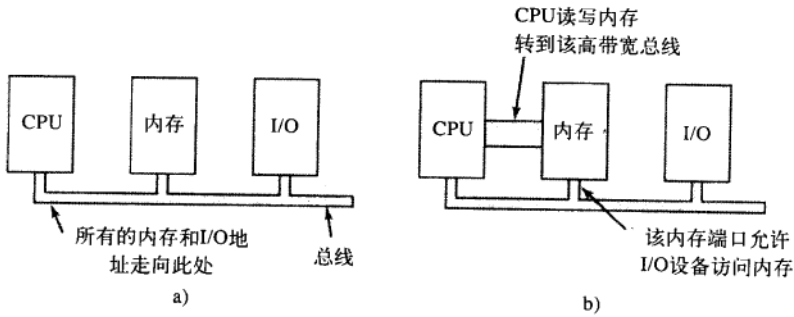 CPU读写内存
转到该高带宽总线
CPU
内存
I/O
CPU
内存
I/O
所有的内存和I/O地
址走向此处
总线
a)
该内存端口允许
I/O设备访问内存
b)